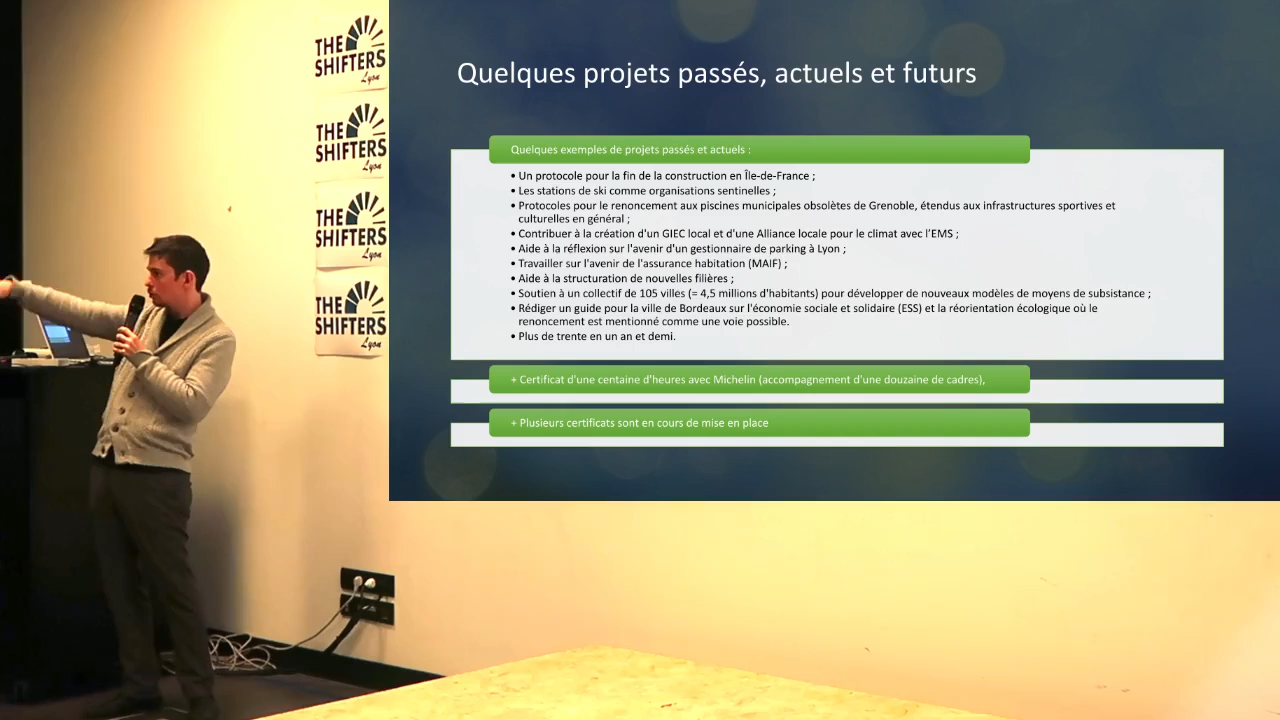 THE
SHIFTERS
Lyon
THE
SHIFTERS
Lyon
THE
SHIFTERS
Lyon
THE
SHIFTERS
Lyon
Quelques projets passés, actuels et futurs
Quelques exemples de projets passés et actuels :
• Un protocole pour la fin de la construction en Île-de-France ;
• Les stations de ski comme organisations sentinelles ;
• Protocoles pour le renoncement aux piscines municipales obsolètes de Grenoble, étendus aux infrastructures sportives et
culturelles en général ;
• Contribuer à la création d'un GIEC local et d'une Alliance locale pour le climat avec l'EMS ;
• Aide à la réflexion sur l'avenir d'un gestionnaire de parking à Lyon ;
• Travailler sur l'avenir de l'assurance habitation (MAIF) ;
• Aide à la structuration de nouvelles filières ;
• Soutien à un collectif de 105 villes (= 4,5 millions d'habitants) pour développer de nouveaux modèles de moyens de subsistance ;
• Rédiger un guide pour la ville de Bordeaux sur l'économie sociale et solidaire (ESS) et la réorientation écologique où le
renoncement est mentionné comme une voie possible.
• Plus de trente en un an et demi.
+ Certificat d'une centaine d'heures avec Michelin (accompagnement d'une douzaine de cadres),
+ Plusieurs certificats sont en cours de mise en place